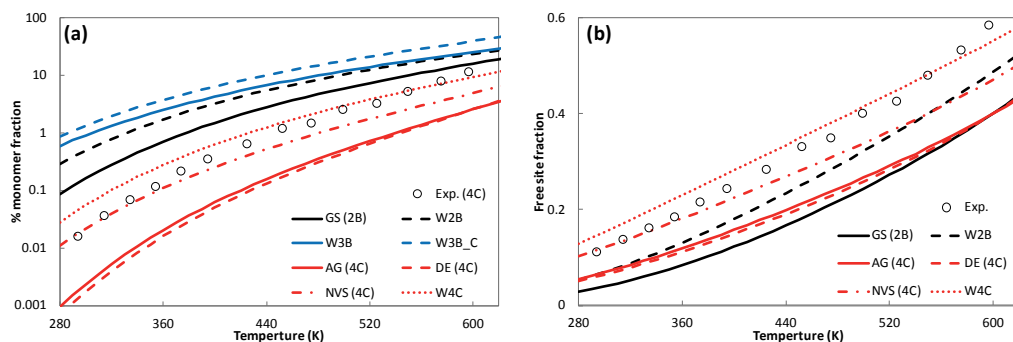 (a)
% monomer fraction
100
10
1
0.1
0.01
0.001
280
360
440
520
600
Temperture (K)
Exp. (4C)
GS (2B)
W2B
W3B
W3B_C
AG (4C)
DE (4C)
NVS (4C)
W4C
(b)
Free site fraction
0.6
0.4
0.2
0
280
360
440
520
600
Temperture (K)
Exp.
GS (2B)
W2B
AG (4C)
DE (4C)
NVS (4C)
W4C